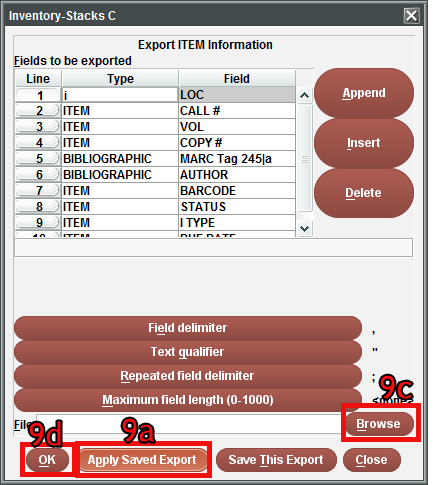 Inventory-Stacks C
Export ITEM Information
Fields to be exported
Line Type Field
1 i LOC
2 ITEM CALL #
3 ITEM VOL
4 ITEM COPY #
5 BIBLIOGRAPHIC MARC Tag 245|a
6 BIBLIOGRAPHIC AUTHOR
7 ITEM BARCODE
8 ITEM STATUS
9 ITEM I TYPE
10 ITEM DUE DATE
Append
Insert
Delete
Field delimiter ,
Text qualifier "
Repeated field delimiter ;
Maximum field length (0-1000) <none>
9c
File Browse
9d 9a
OK Apply Saved Export Save This Export Close